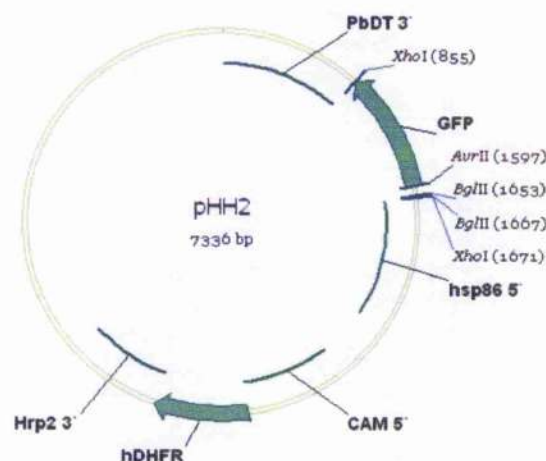 PbDT 3'
XhoI (855)
GFP
AvrII (1597)
BglII (1653)
BglII (1667)
XhoI (1671)
hsp86 5'
CAM 5'
hDHFR
Hrp2 3'
pHH2
7336 bp